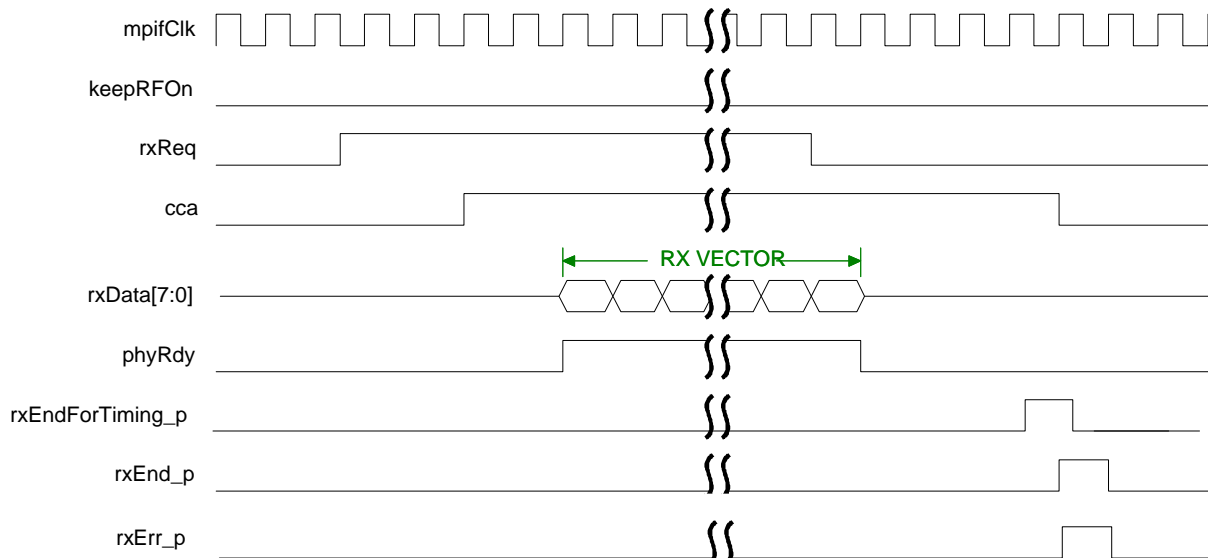 mpifClk
keepRFOn
rxReq
cca
RX VECTOR
rxData[7:0]
phyRdy
rxEndForTiming_p
rxEnd_p
rxErr_p